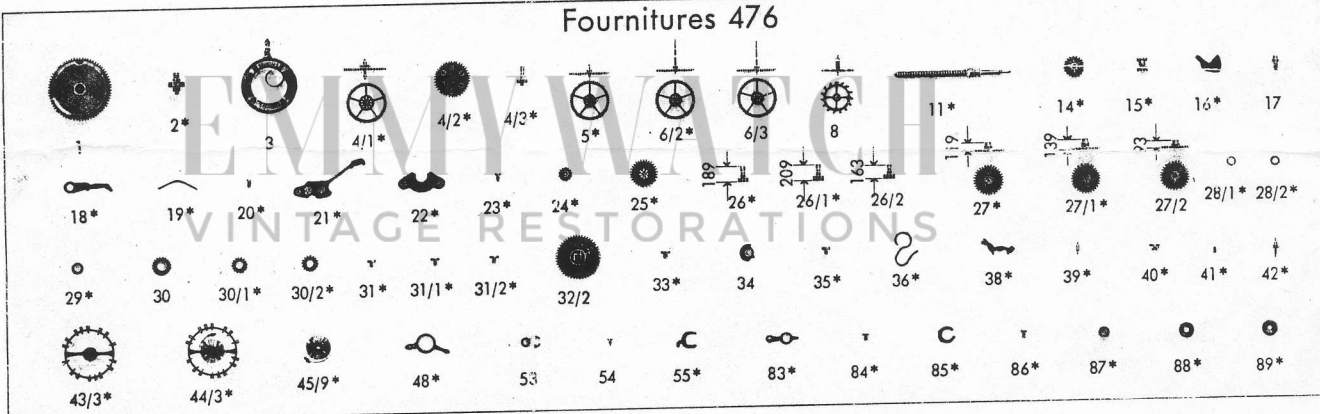 Fournitures 476
EMMYWATCH
VINTAGE RESTORATIONS
1 2* 3 4/1* 4/2* 4/3* 5* 6/2* 6/3 8 11* 14* 15* 16* 17
189 209 163 119 139
18* 19* 20* 21* 22* 23* 24* 25* 26* 26/1* 26/2 27* 27/1* 27/2 28/1* 28/2*
29* 30 30/1* 30/2* 31* 31/1* 31/2* 32/2 33* 34 35* 36* 38* 39* 40* 41* 42*
43/3* 44/3* 45/9* 48* 53 54 55* 83* 84* 85* 86* 87* 88* 89*